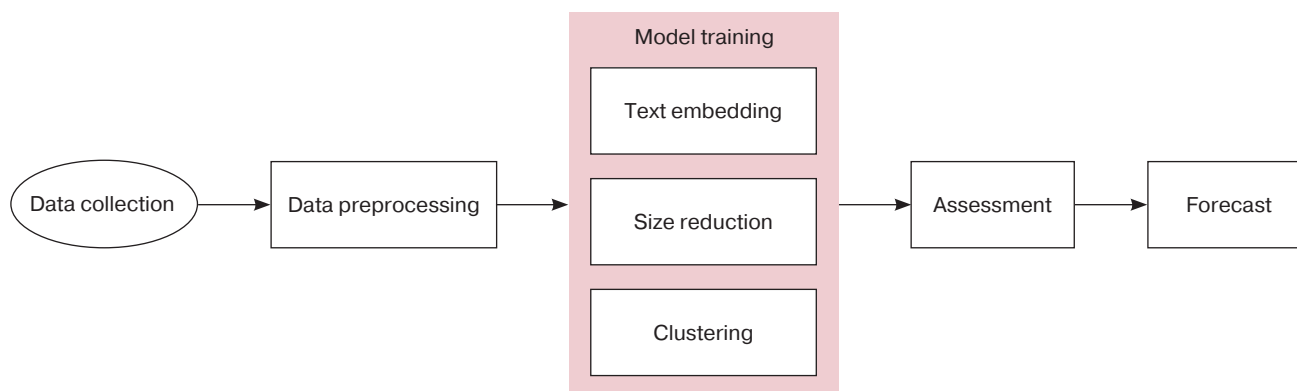 Data collection
Data preprocessing
Model training
Text embedding
Size reduction
Clustering
Assessment
Forecast